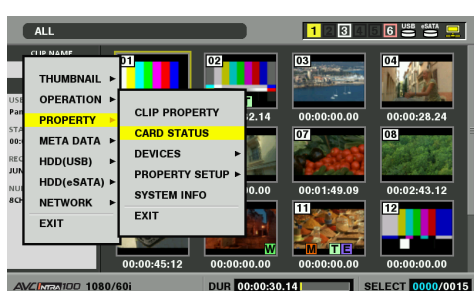 ALL
1 2 3 4 5 6 USB eSATA
CLIP NAME
01 02 03 04
THUMBNAIL
OPERATION
PROPERTY
META DATA
HDD(USB)
HDD(eSATA)
NETWORK
EXIT
CLIP PROPERTY
CARD STATUS
DEVICES
PROPERTY SETUP
SYSTEM INFO
EXIT
00:00:00.00 00:00:28.24
07 08
00:01:49.09 00:02:43.12
11 12
W M T E
00:00:45:12 00:00:00.00 00:00:00.00 00:00:00.00
AVC INTRA 100 1080/60i DUR 00:00:30.14 SELECT 0000/0015